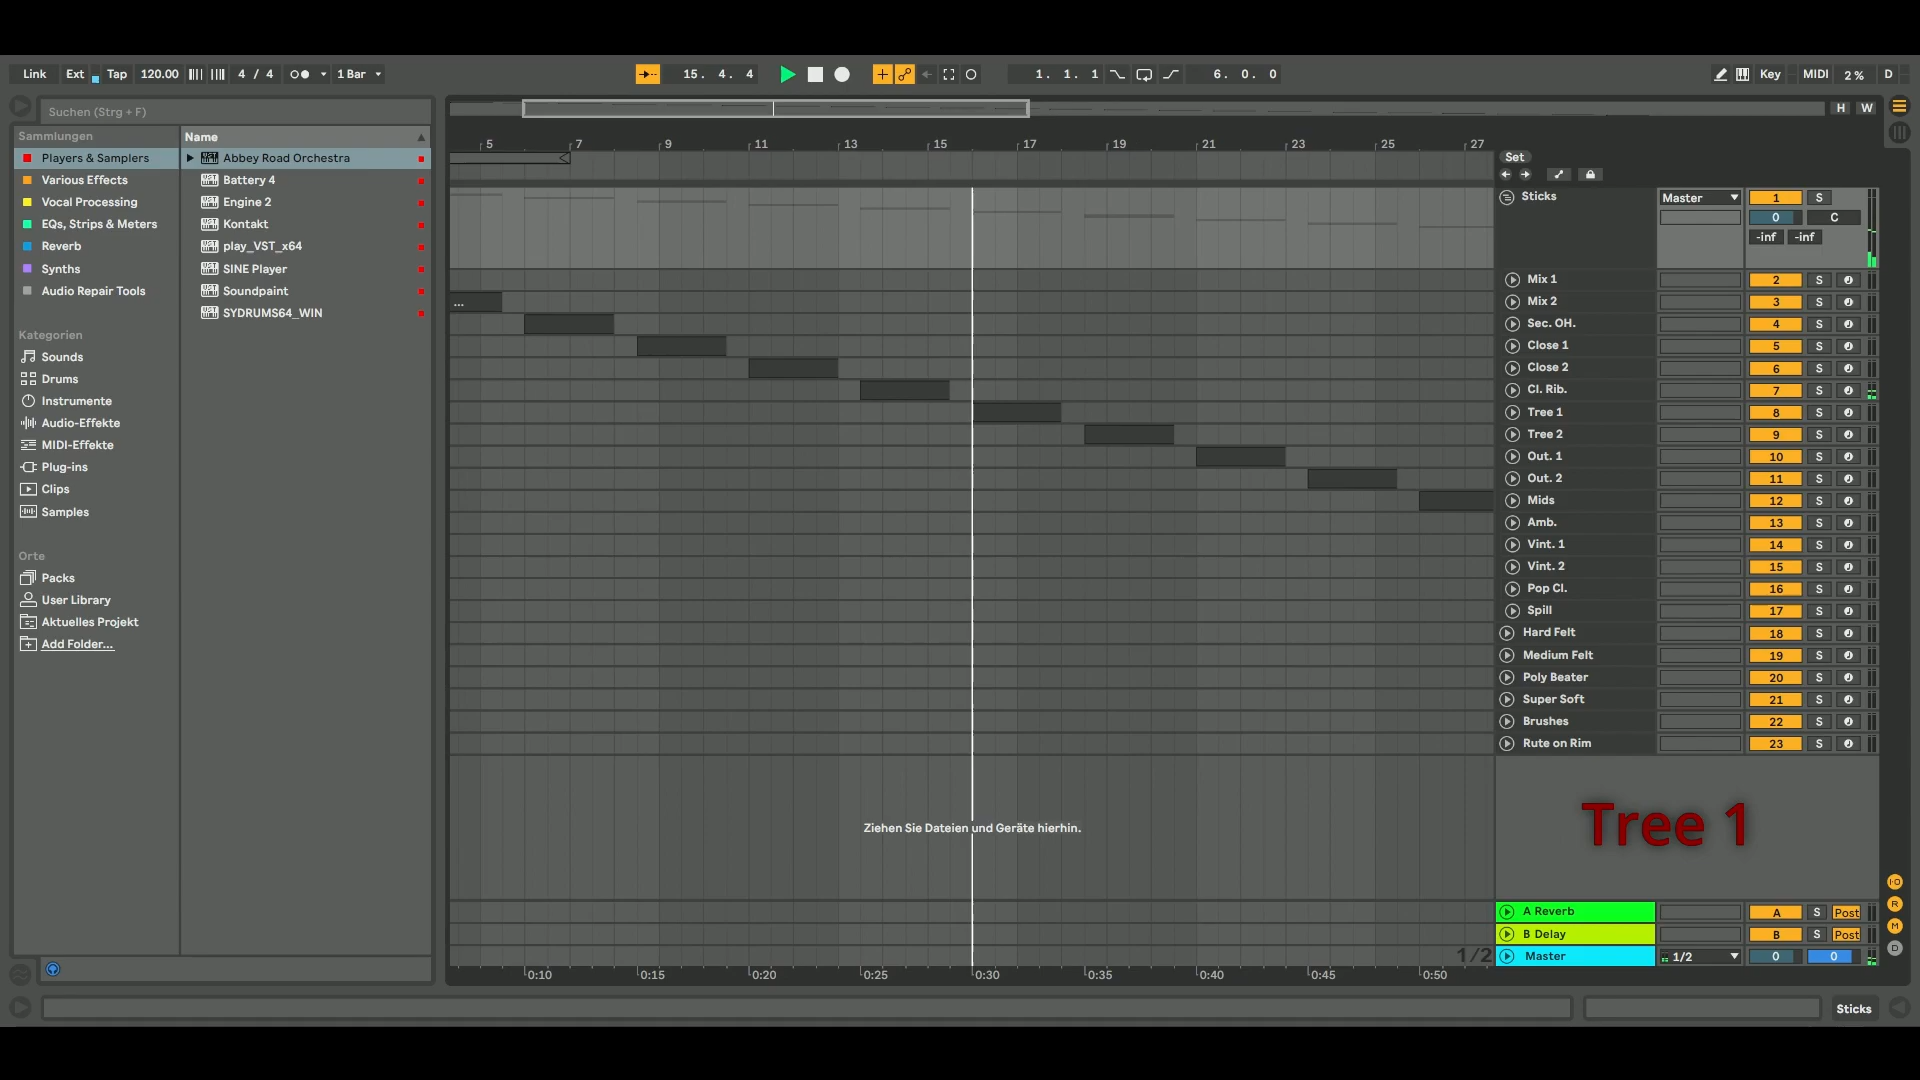 Link Ext Tap 120.00 4 / 4 1 Bar 15. 4. 4 1. 1. 1 6. 0. 0 Key MIDI 2 % D
Suchen (Strg + F)
H W
Sammlungen
Players & Samplers
Various Effects
Vocal Processing
EQs, Strips & Meters
Reverb
Synths
Audio Repair Tools
Kategorien
Sounds
Drums
Instrumente
Audio-Effekte
MIDI-Effekte
Plug-ins
Clips
Samples
Orte
Packs
User Library
Aktuelles Projekt
Add Folder...
Name
Abbey Road Orchestra
Battery 4
Engine 2
Kontakt
play_VST_x64
SINE Player
Soundpaint
SYDRUMS64_WIN
5 7 9 11 13 15 17 19 21 23 25 27
...
Ziehen Sie Dateien und Geräte hierhin.
1/2
0:10 0:15 0:20 0:25 0:30 0:35 0:40 0:45 0:50
Set
Sticks Master 1 S
0 C
-inf -inf
Mix 1 2 S
Mix 2 3 S
Sec. OH. 4 S
Close 1 5 S
Close 2 6 S
Cl. Rib. 7 S
Tree 1 8 S
Tree 2 9 S
Out. 1 10 S
Out. 2 11 S
Mids 12 S
Amb. 13 S
Vint. 1 14 S
Vint. 2 15 S
Pop Cl. 16 S
Spill 17 S
Hard Felt 18 S
Medium Felt 19 S
Poly Beater 20 S
Super Soft 21 S
Brushes 22 S
Rute on Rim 23 S
Tree 1
A Reverb A S Post
B Delay B S Post
Master 1/2 0 0
I·O
R
M
D
Sticks